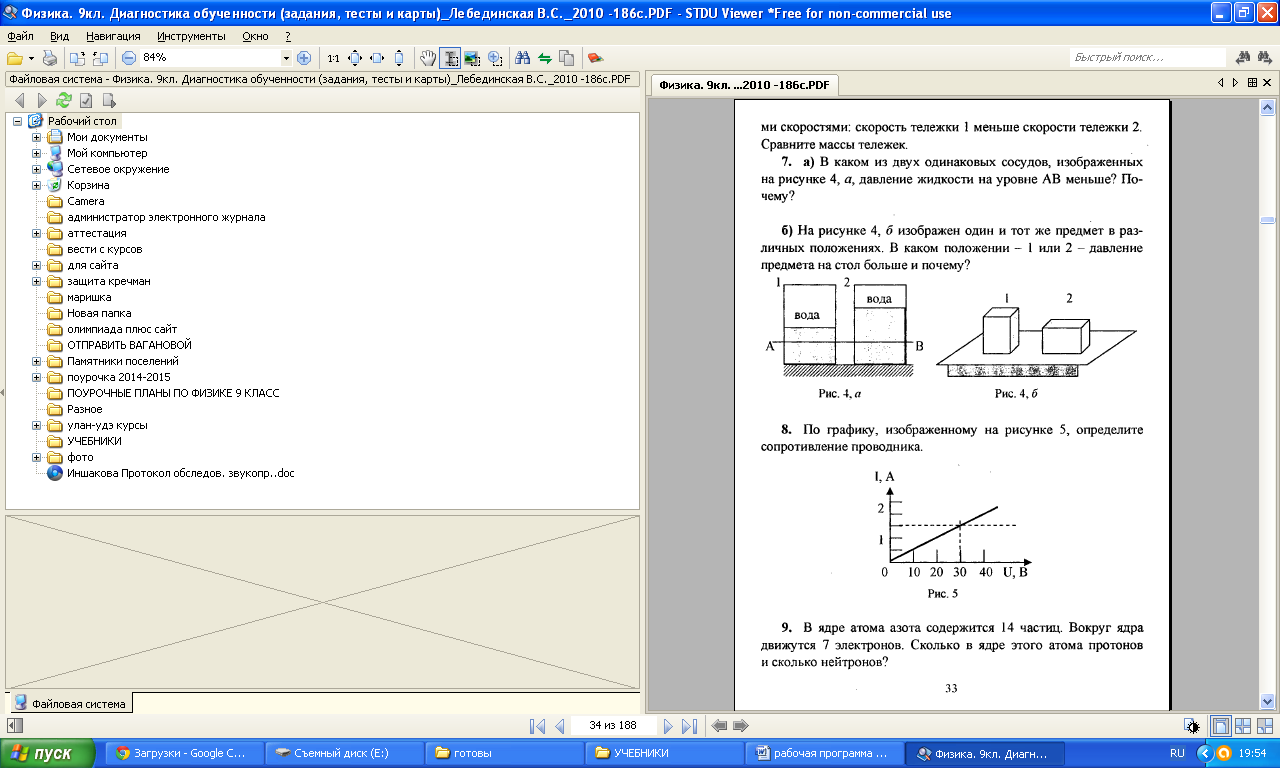 Физика. 9кл. Диагностика обученности (задания, тесты и карты)_Лебединская В.С._2010 -186с.PDF - STDU Viewer *Free for non-commercial use
Файл Вид Навигация Инструменты Окно ?
84% 1:1 Быстрый поиск...
Файловая система - Физика. 9кл. Диагностика обученности (задания, тесты и карты)_Лебединская В.С._2010 -186с.PDF
Рабочий стол
Мои документы
Мой компьютер
Сетевое окружение
Корзина
Camera
администратор электронного журнала
аттестация
вести с курсов
для сайта
защита кречман
маришка
Новая папка
олимпиада плюс сайт
ОТПРАВИТЬ ВАГАНОВОЙ
Памятники поселений
поурочка 2014-2015
ПОУРОЧНЫЕ ПЛАНЫ ПО ФИЗИКЕ 9 КЛАСС
Разное
улан-удэ курсы
УЧЕБНИКИ
фото
Иншакова Протокол обследов. звукопр..doc
Файловая система
Физика. 9кл. ...2010 -186с.PDF
ми скоростями: скорость тележки 1 меньше скорости тележки 2.
Сравните массы тележек.
7. а) В каком из двух одинаковых сосудов, изображенных
на рисунке 4, а, давление жидкости на уровне АВ меньше? По-
чему?
б) На рисунке 4, б изображен один и тот же предмет в раз-
личных положениях. В каком положении – 1 или 2 – давление
предмета на стол больше и почему?
1 2
вода вода
А В
Рис. 4, а
1 2
Рис. 4, б
8. По графику, изображенному на рисунке 5, определите
сопротивление проводника.
I, А
2
1
0 10 20 30 40 U, В
Рис. 5
9. В ядре атома азота содержится 14 частиц. Вокруг ядра
движутся 7 электронов. Сколько в ядре этого атома протонов
и сколько нейтронов?
33
34 из 188
пуск
Загрузки - Google C...
Съемный диск (E:)
готовы
УЧЕБНИКИ
рабочая программа ...
Физика. 9кл. Диагн...
RU
19:54